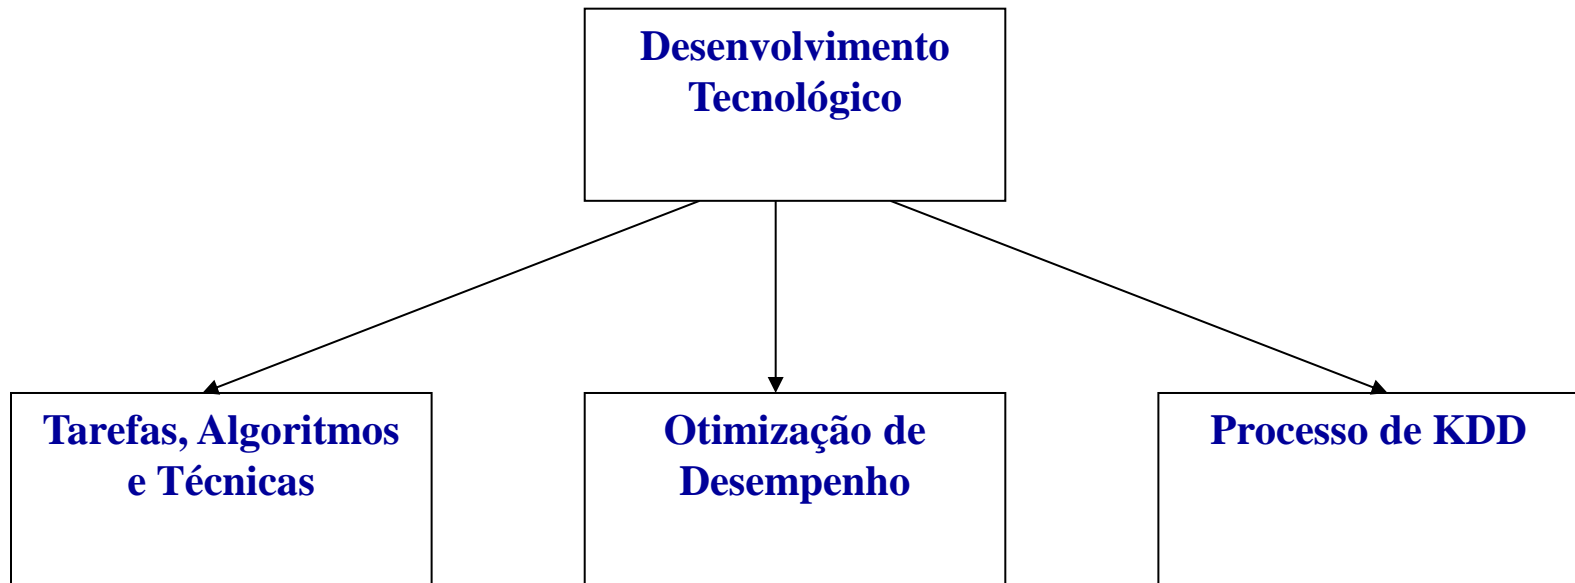 Desenvolvimento
Tecnológico
Tarefas, Algoritmos
e Técnicas
Otimização de
Desempenho
Processo de KDD